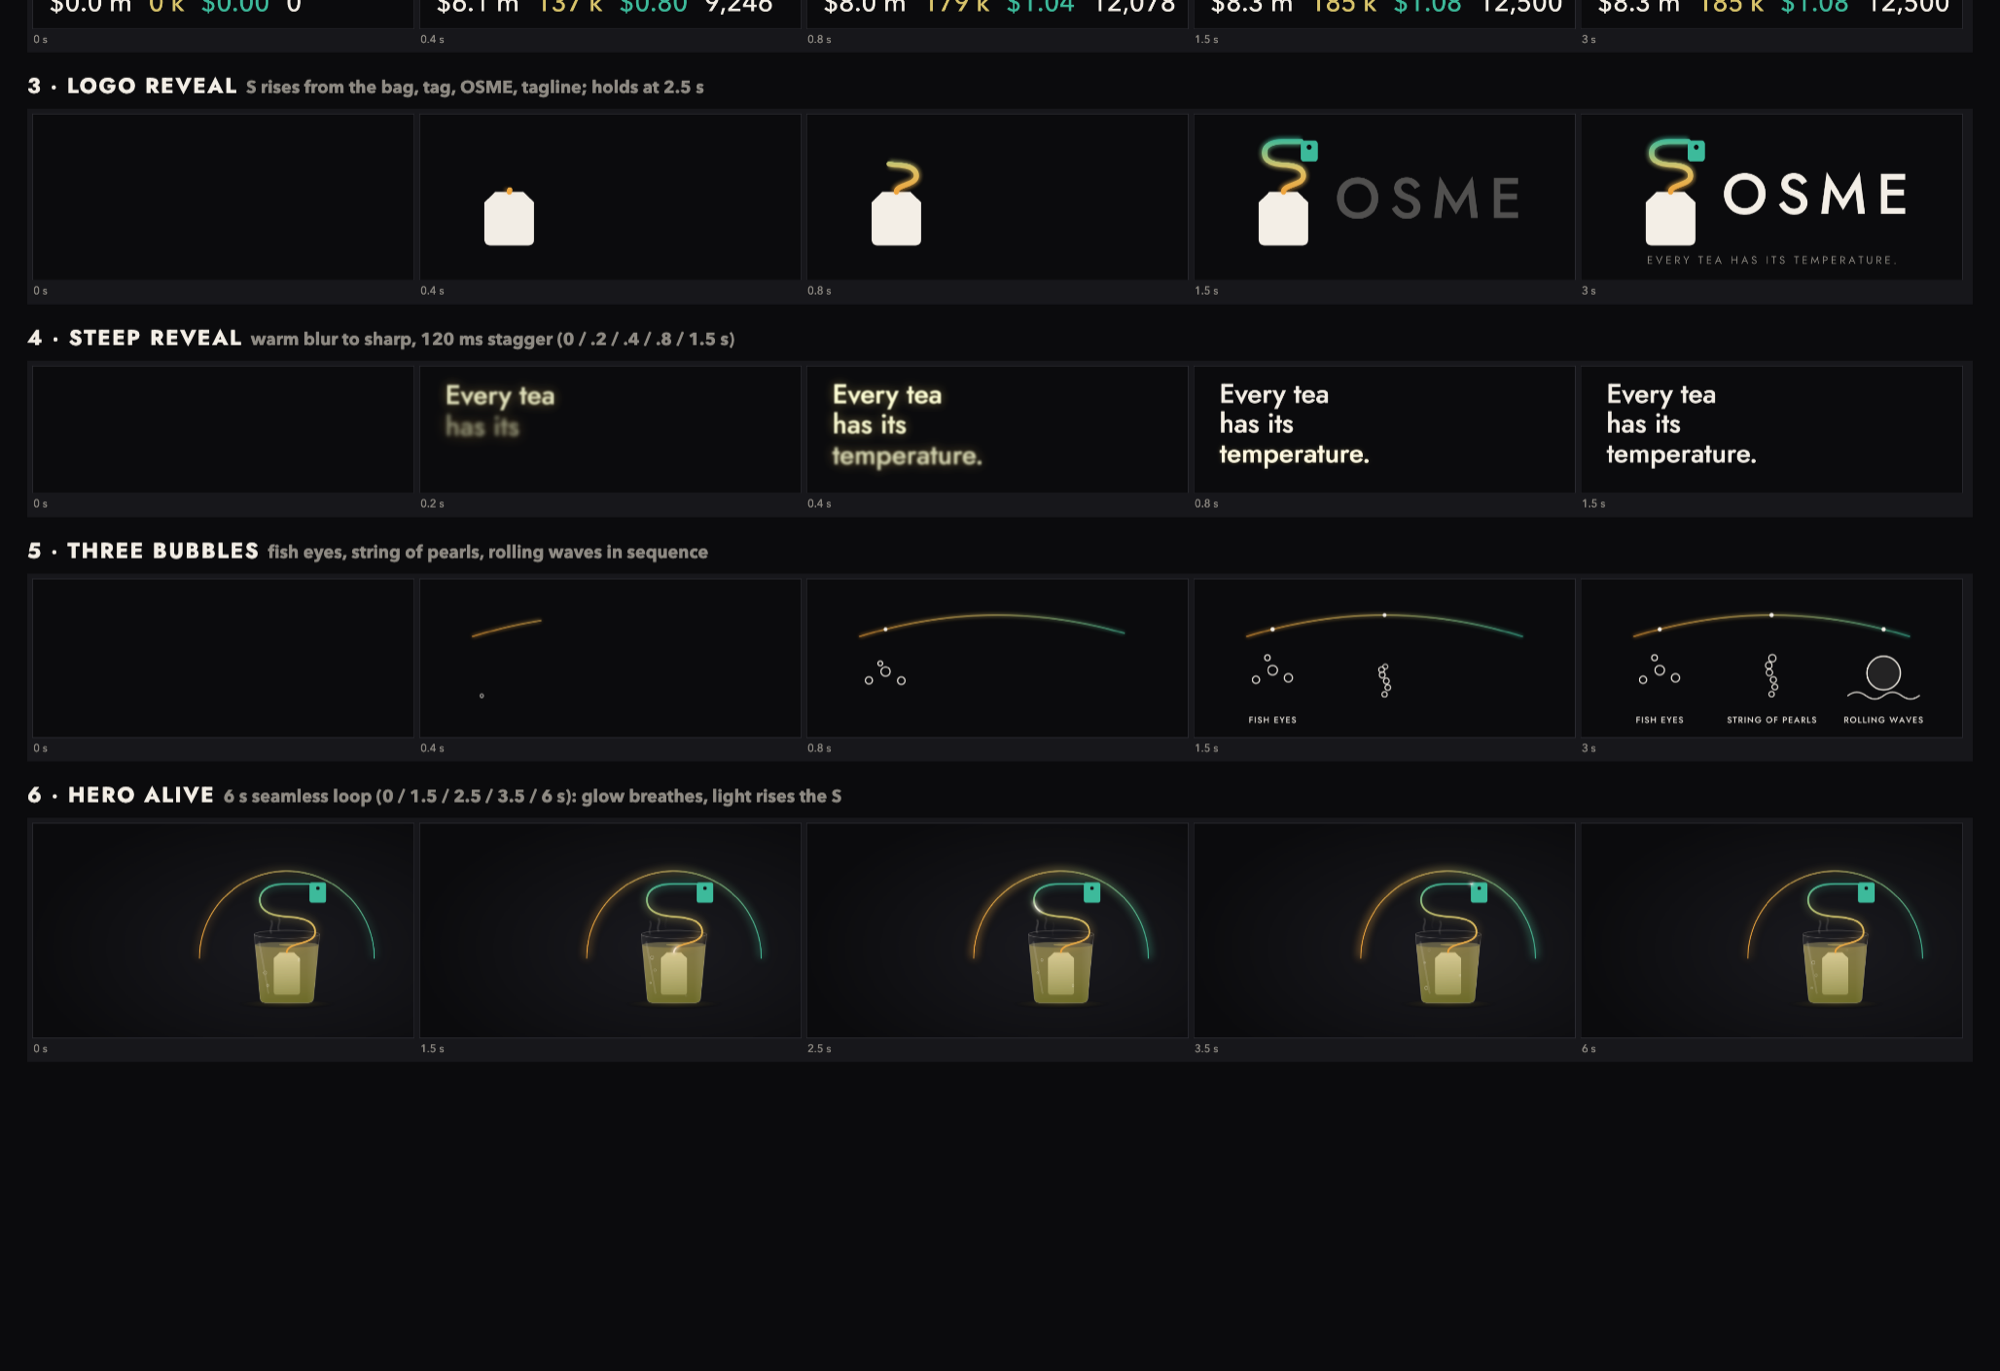 $0.0 m 0 k $0.00 0
$6.1 m 137 k $0.80 9,246
$8.0 m 179 k $1.04 12,078
$8.3 m 185 k $1.08 12,500
$8.3 m 185 k $1.08 12,500
0 s
0.4 s
0.8 s
1.5 s
3 s
3 · LOGO REVEAL S rises from the bag, tag, OSME, tagline; holds at 2.5 s
OSME
OSME
EVERY TEA HAS ITS TEMPERATURE.
0 s
0.4 s
0.8 s
1.5 s
3 s
4 · STEEP REVEAL warm blur to sharp, 120 ms stagger (0 / .2 / .4 / .8 / 1.5 s)
Every tea
has its
Every tea
has its
temperature.
Every tea
has its
temperature.
Every tea
has its
temperature.
0 s
0.2 s
0.4 s
0.8 s
1.5 s
5 · THREE BUBBLES fish eyes, string of pearls, rolling waves in sequence
FISH EYES
FISH EYES
STRING OF PEARLS
ROLLING WAVES
0 s
0.4 s
0.8 s
1.5 s
3 s
6 · HERO ALIVE 6 s seamless loop (0 / 1.5 / 2.5 / 3.5 / 6 s): glow breathes, light rises the S
0 s
1.5 s
2.5 s
3.5 s
6 s